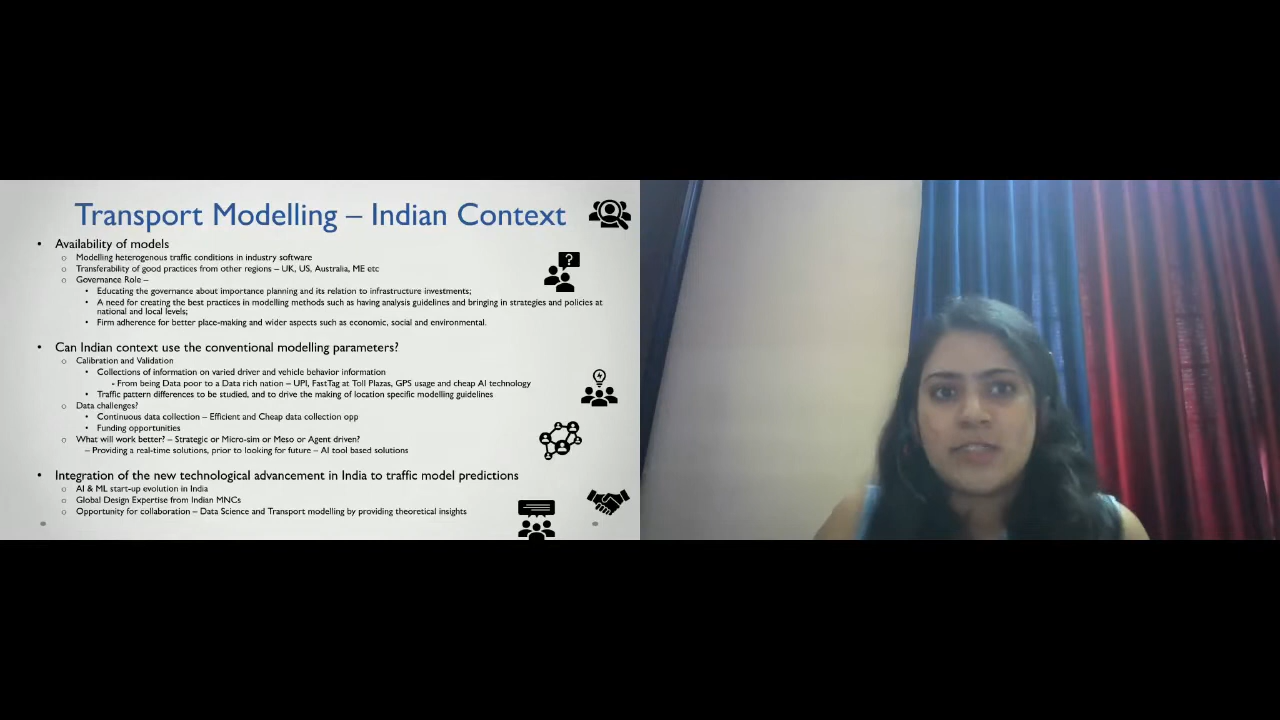 Transport Modelling – Indian Context
• Availability of models
o Modelling heterogenous traffic conditions in industry software
o Transferability of good practices from other regions – UK, US, Australia, ME etc
o Governance Role –
• Educating the governance about importance planning and its relation to infrastructure investments;
• A need for creating the best practices in modelling methods such as having analysis guidelines and bringing in strategies and policies at
national and local levels;
• Firm adherence for better place-making and wider aspects such as economic, social and environmental.
• Can Indian context use the conventional modelling parameters?
o Calibration and Validation
• Collections of information on varied driver and vehicle behavior information
- From being Data poor to a Data rich nation – UPI, FastTag at Toll Plazas, GPS usage and cheap AI technology
• Traffic pattern differences to be studied, and to drive the making of location specific modelling guidelines
o Data challenges?
• Continuous data collection – Efficient and Cheap data collection opp
• Funding opportunities
o What will work better? – Strategic or Micro-sim or Meso or Agent driven?
– Providing a real-time solutions, prior to looking for future – AI tool based solutions
• Integration of the new technological advancement in India to traffic model predictions
o AI & ML start-up evolution in India
o Global Design Expertise from Indian MNCs
o Opportunity for collaboration – Data Science and Transport modelling by providing theoretical insights